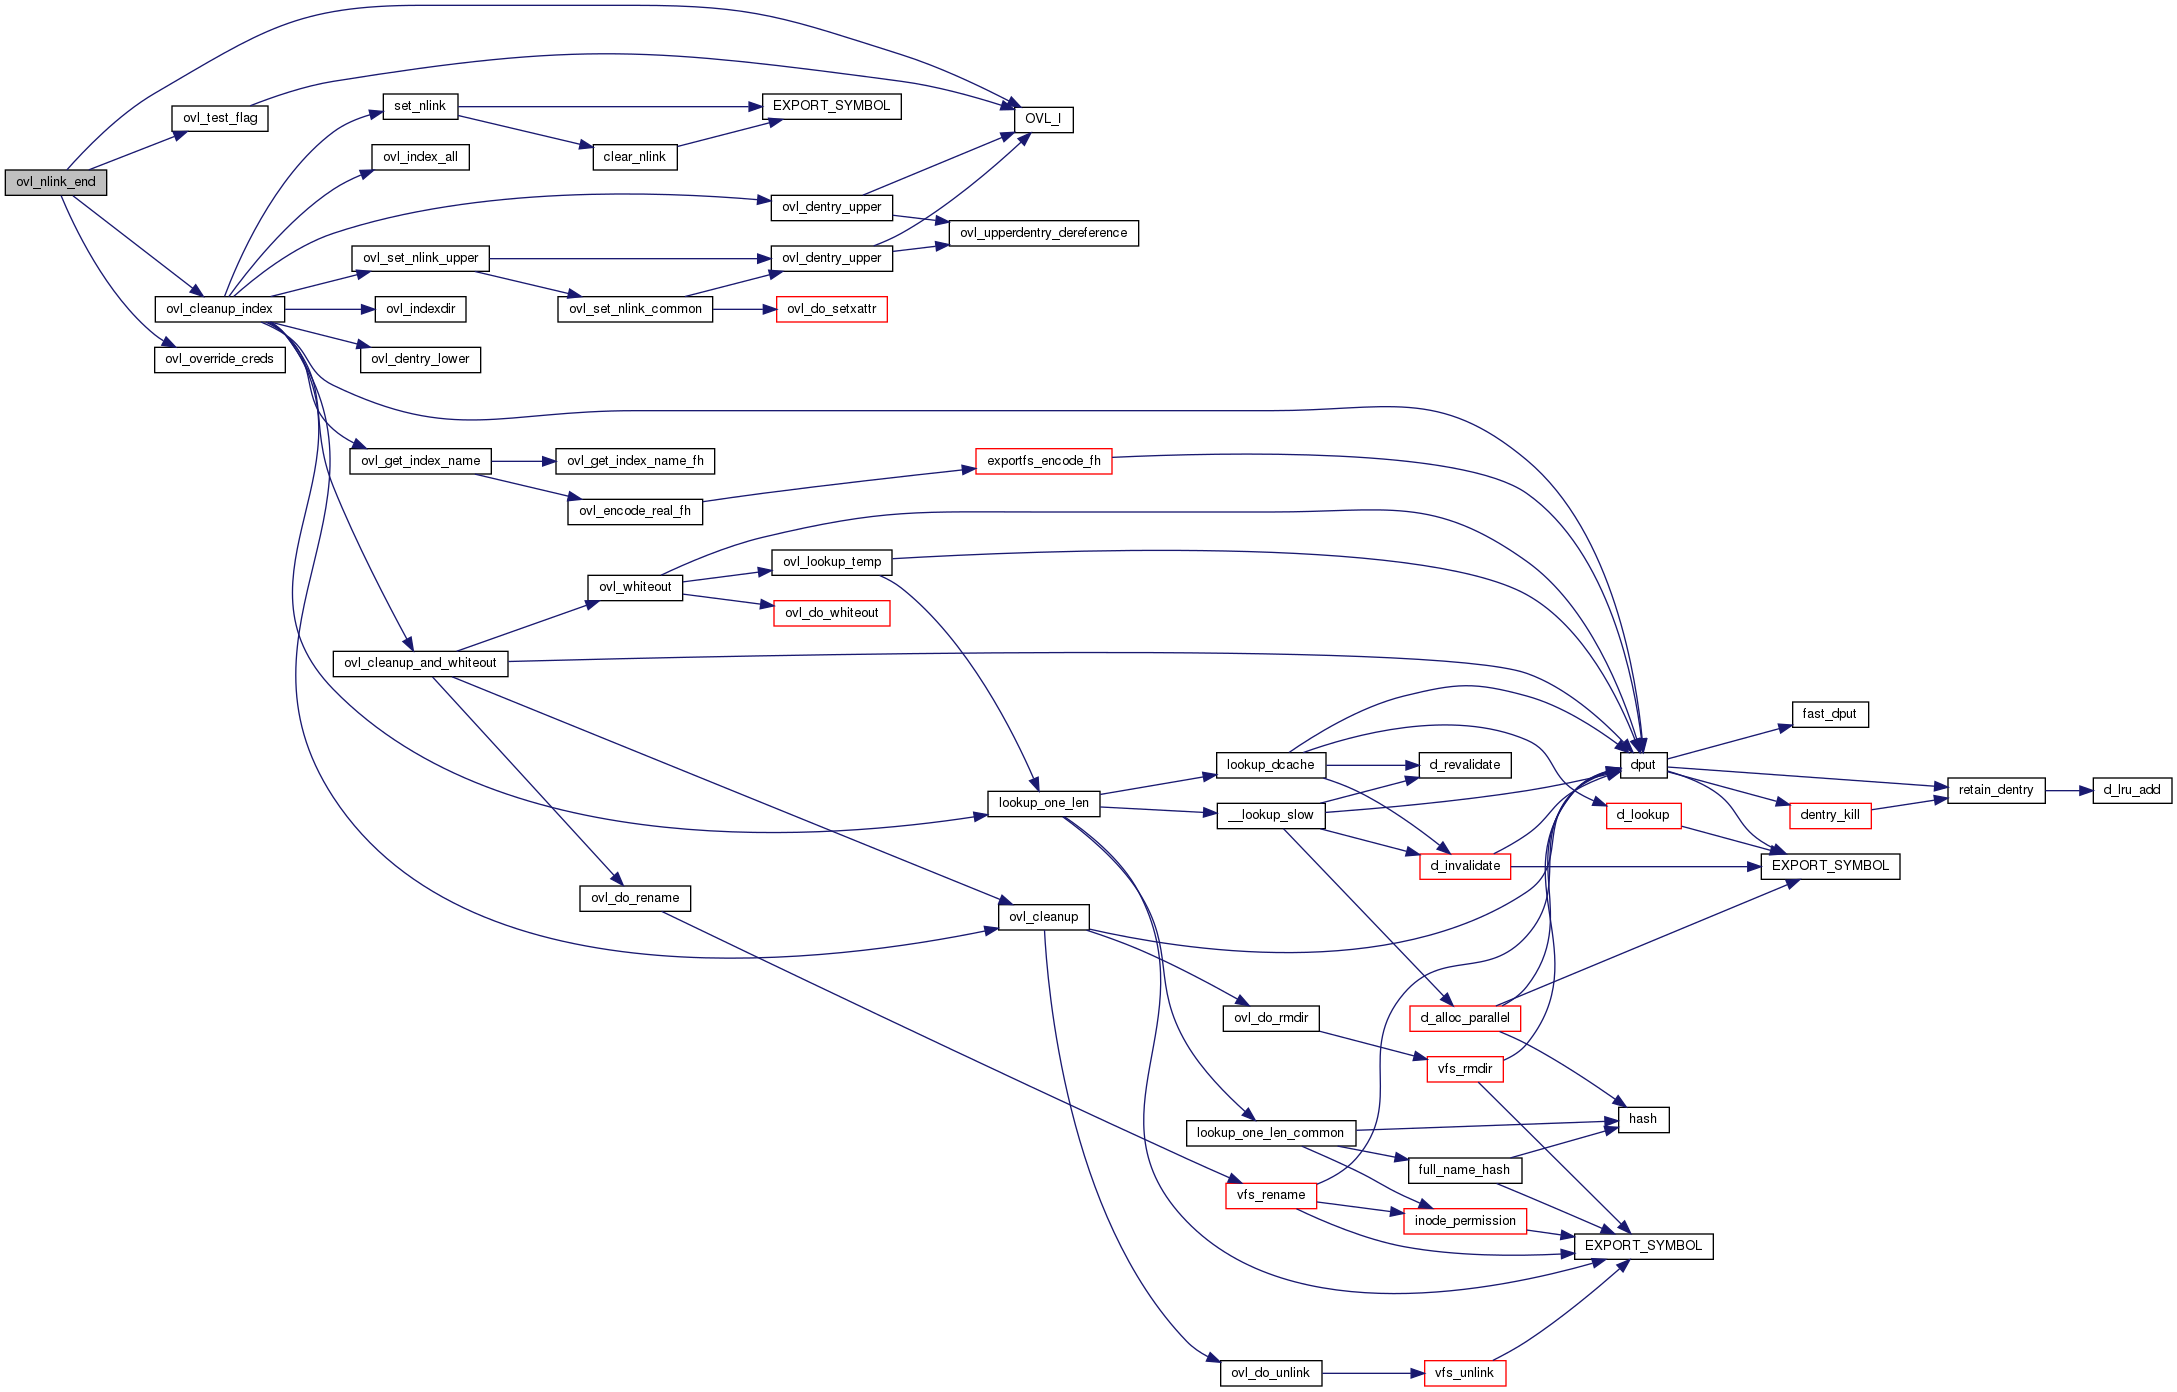 ovl_nlink_end
ovl_test_flag
ovl_cleanup_index
ovl_override_creds
set_nlink
ovl_index_all
ovl_set_nlink_upper
ovl_indexdir
ovl_dentry_lower
ovl_get_index_name
ovl_cleanup_and_whiteout
EXPORT_SYMBOL
clear_nlink
ovl_dentry_upper
ovl_dentry_upper
ovl_set_nlink_common
ovl_do_setxattr
ovl_get_index_name_fh
ovl_encode_real_fh
ovl_whiteout
ovl_lookup_temp
ovl_do_whiteout
ovl_do_rename
OVL_I
ovl_upperdentry_dereference
exportfs_encode_fh
lookup_one_len
ovl_cleanup
lookup_dcache
__lookup_slow
ovl_do_rmdir
lookup_one_len_common
vfs_rename
ovl_do_unlink
d_revalidate
d_invalidate
d_alloc_parallel
vfs_rmdir
full_name_hash
inode_permission
vfs_unlink
dput
d_lookup
hash
EXPORT_SYMBOL
fast_dput
dentry_kill
EXPORT_SYMBOL
retain_dentry
d_lru_add